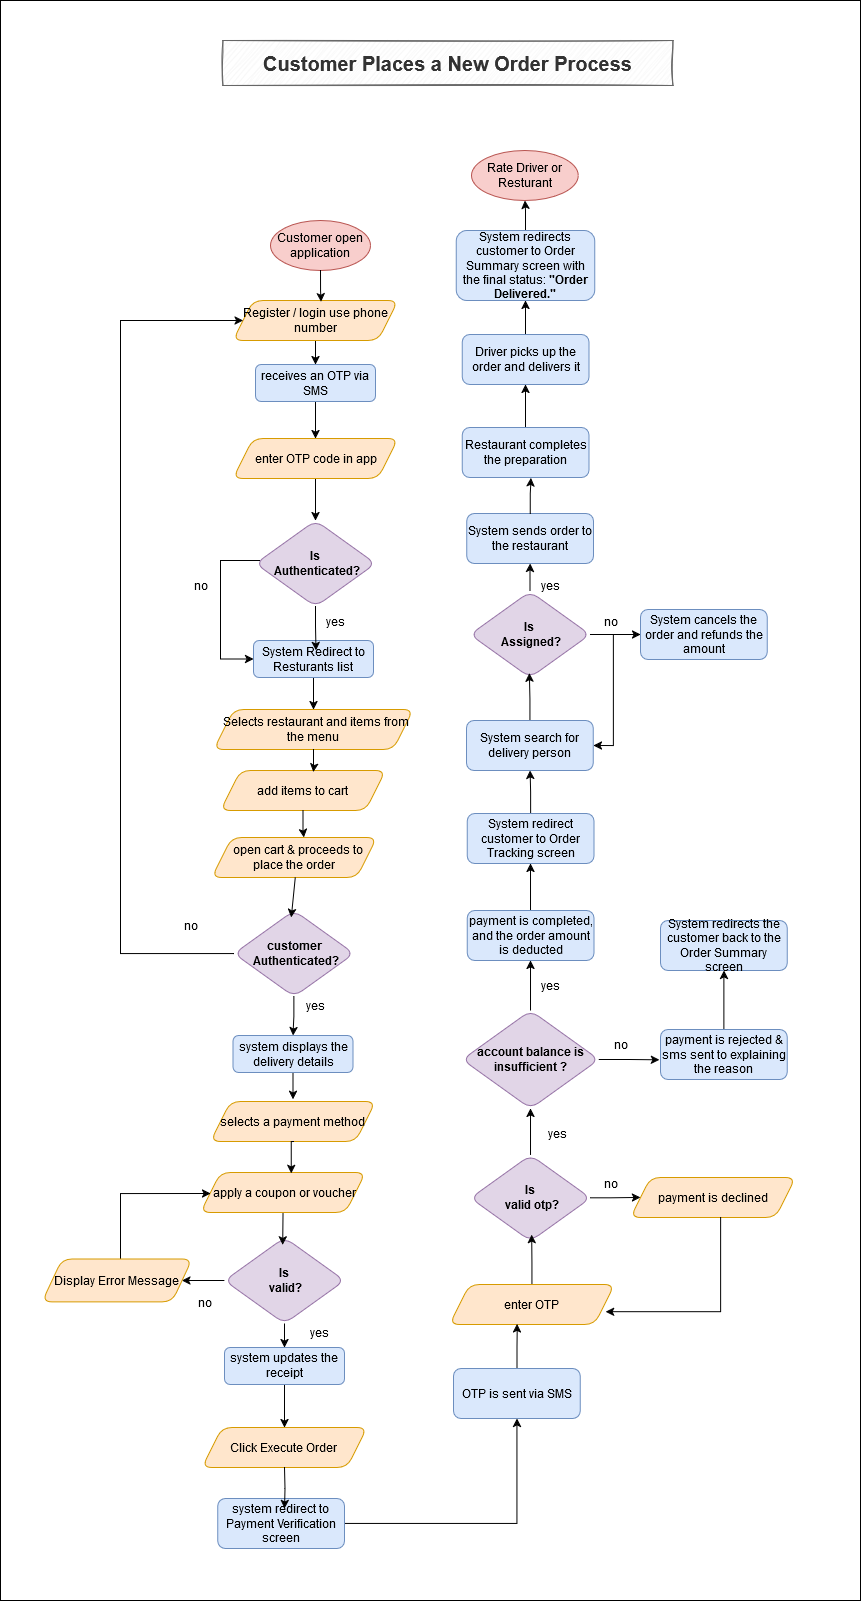 Customer Places a New Order Process
Customer open
application
Register / login use phone
number
receives an OTP via
SMS
enter OTP code in app
Is
Authenticated?
no
yes
System Redirect to
Resturants list
Selects restaurant and items from
the menu
add items to cart
open cart & proceeds to
place the order
no
customer
Authenticated?
yes
system displays the
delivery details
selects a payment method
apply a coupon or voucher
Is
valid?
Display Error Message
no
yes
system updates the
receipt
Click Execute Order
system redirect to
Payment Verification
screen
OTP is sent via SMS
enter OTP
Is
valid otp?
no
payment is declined
yes
account balance is
insufficient ?
no
payment is rejected &
sms sent to explaining
the reason
System redirects the
customer back to the
Order Summary
screen
yes
payment is completed,
and the order amount
is deducted
System redirect
customer to Order
Tracking screen
System search for
delivery person
Is
Assigned?
no
System cancels the
order and refunds the
amount
yes
System sends order to
the restaurant
Restaurant completes
the preparation
Driver picks up the
order and delivers it
System redirects
customer to Order
Summary screen with
the final status: "Order
Delivered."
Rate Driver or
Resturant